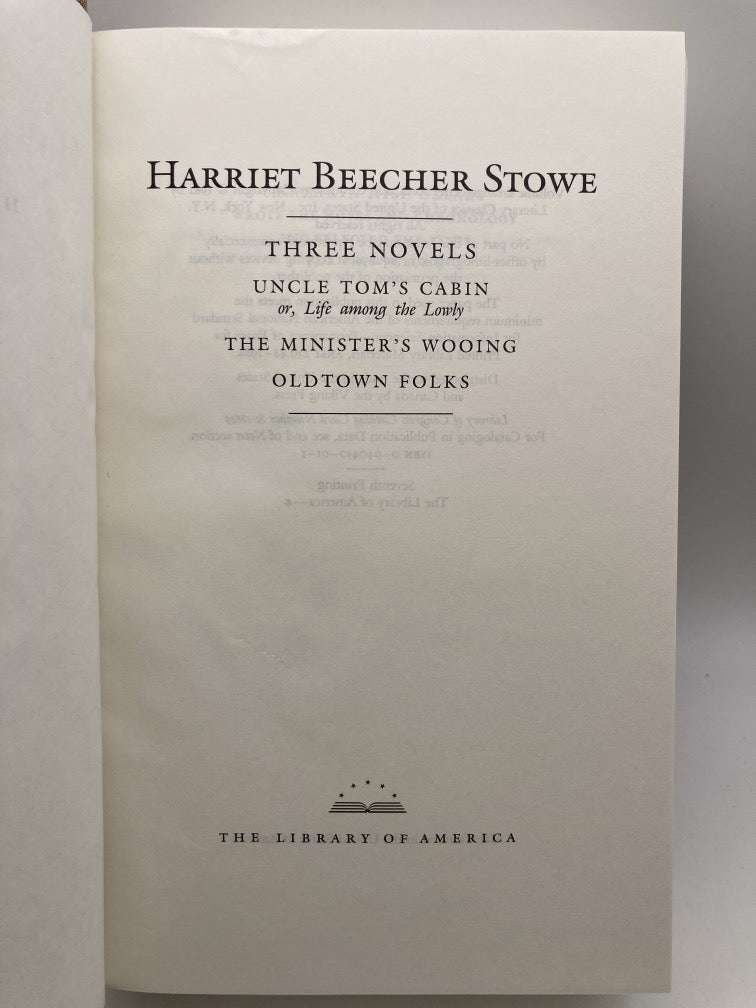 HARRIET BEECHER STOWE
THREE NOVELS
UNCLE TOM'S CABIN
or, Life among the Lowly
THE MINISTER'S WOOING
OLDTOWN FOLKS
THE LIBRARY OF AMERICA